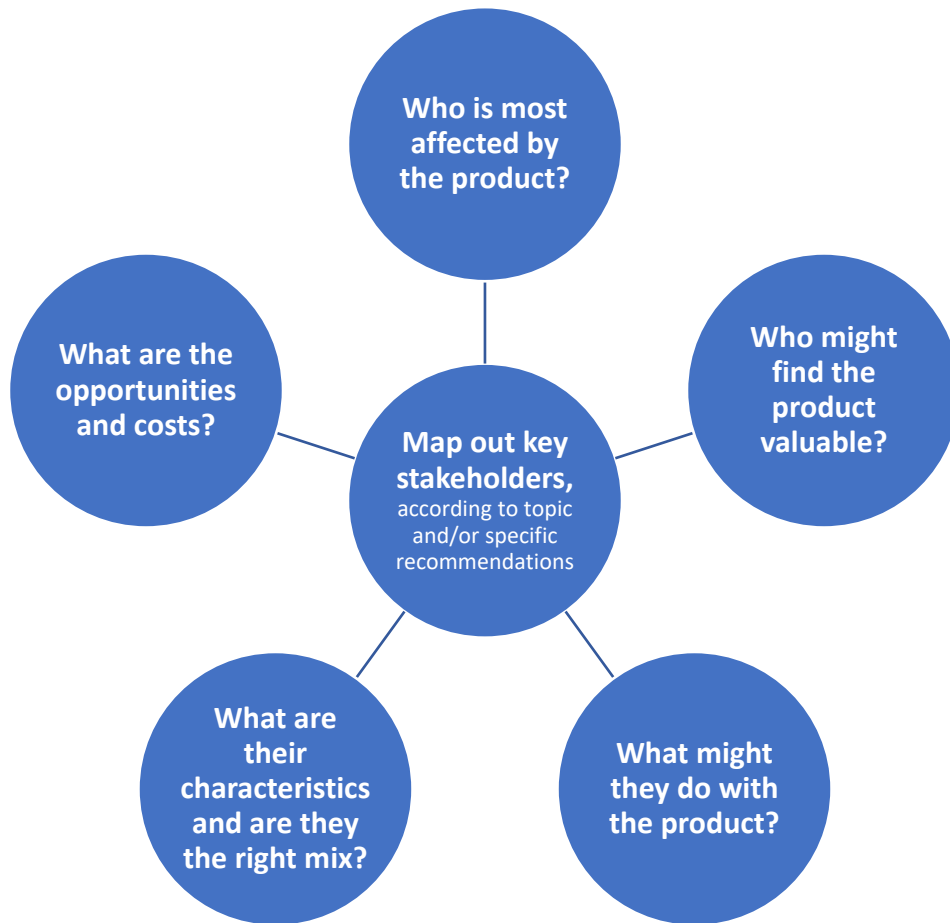 Who is most
affected by
the product?
Who might
find the
product
valuable?
What might
they do with
the product?
What are
their
characteristics
and are they
the right mix?
What are the
opportunities
and costs?
Map out key
stakeholders,
according to topic
and/or specific
recommendations